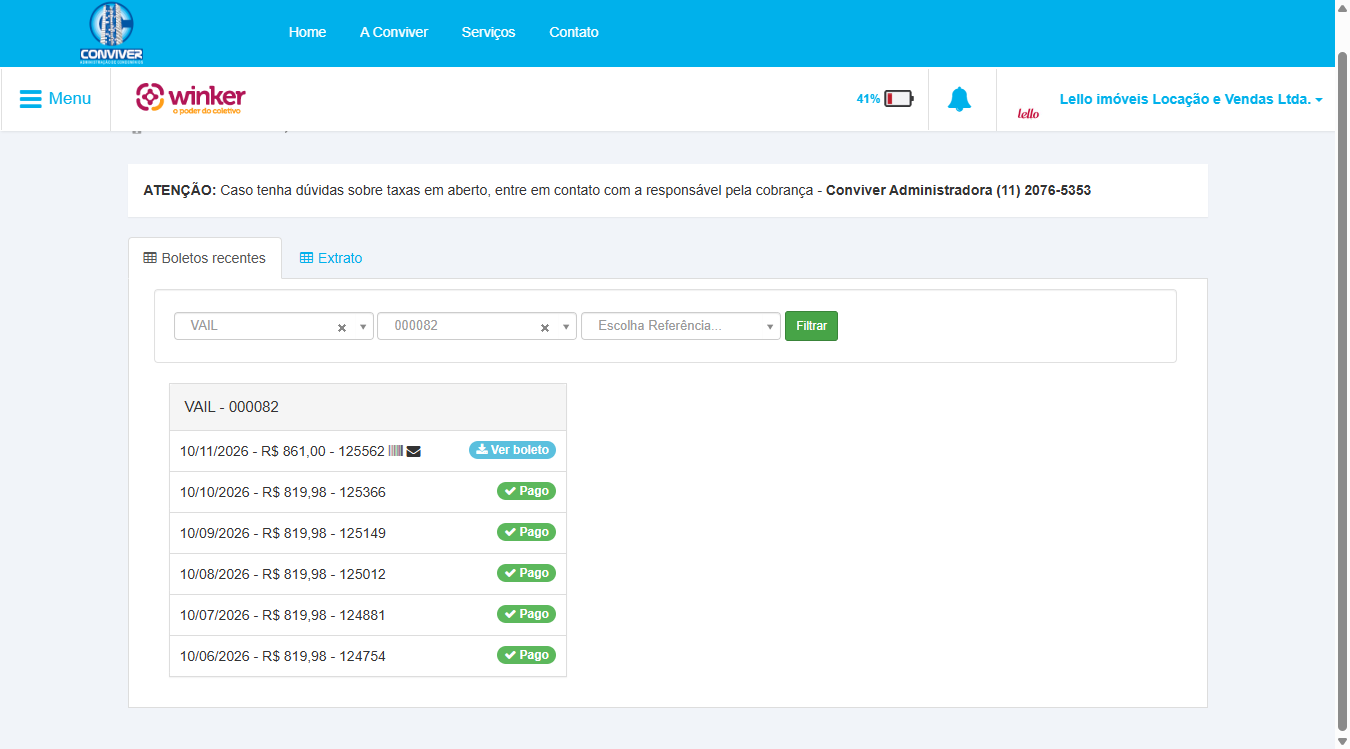 CONVIVER
Home A Conviver Serviços Contato
Menu winker
o poder do coletivo
41% lello Lello imóveis Locação e Vendas Ltda.
ATENÇÃO: Caso tenha dúvidas sobre taxas em aberto, entre em contato com a responsável pela cobrança - Conviver Administradora (11) 2076-5353
Boletos recentes Extrato
VAIL × 000082 × Escolha Referência... Filtrar
VAIL - 000082
10/11/2026 - R$ 861,00 - 125562 Ver boleto
10/10/2026 - R$ 819,98 - 125366 Pago
10/09/2026 - R$ 819,98 - 125149 Pago
10/08/2026 - R$ 819,98 - 125012 Pago
10/07/2026 - R$ 819,98 - 124881 Pago
10/06/2026 - R$ 819,98 - 124754 Pago